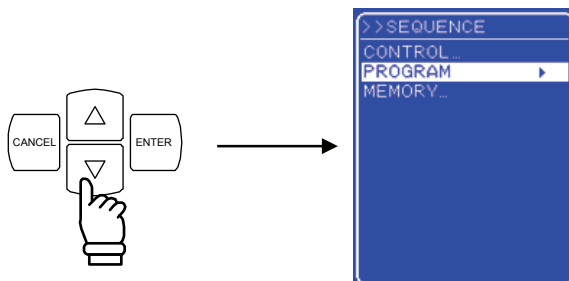 CANCEL
ENTER
>>SEQUENCE
CONTROL…
PROGRAM
MEMORY…